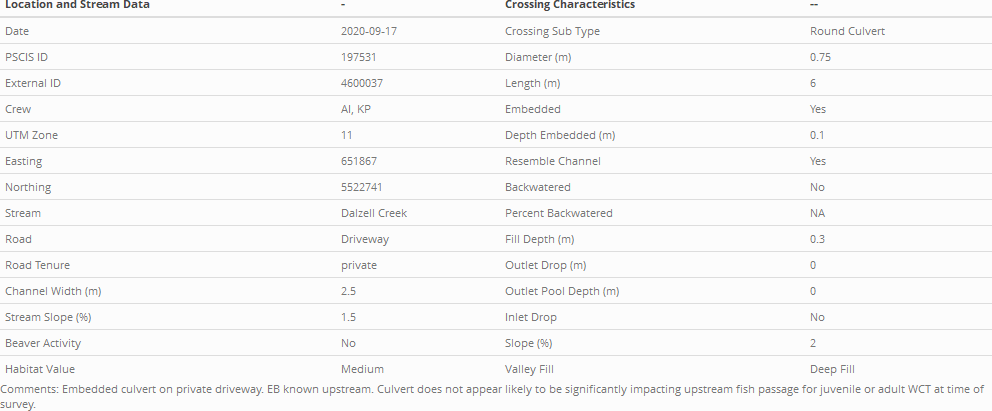 Location and Stream Data - Crossing Characteristics --
Date 2020-09-17 Crossing Sub Type Round Culvert
PSCIS ID 197531 Diameter (m) 0.75
External ID 4600037 Length (m) 6
Crew AI, KP Embedded Yes
UTM Zone 11 Depth Embedded (m) 0.1
Easting 651867 Resemble Channel Yes
Northing 5522741 Backwatered No
Stream Dalzell Creek Percent Backwatered NA
Road Driveway Fill Depth (m) 0.3
Road Tenure private Outlet Drop (m) 0
Channel Width (m) 2.5 Outlet Pool Depth (m) 0
Stream Slope (%) 1.5 Inlet Drop No
Beaver Activity No Slope (%) 2
Habitat Value Medium Valley Fill Deep Fill
Comments: Embedded culvert on private driveway. EB known upstream. Culvert does not appear likely to be significantly impacting upstream fish passage for juvenile or adult WCT at time of
survey.